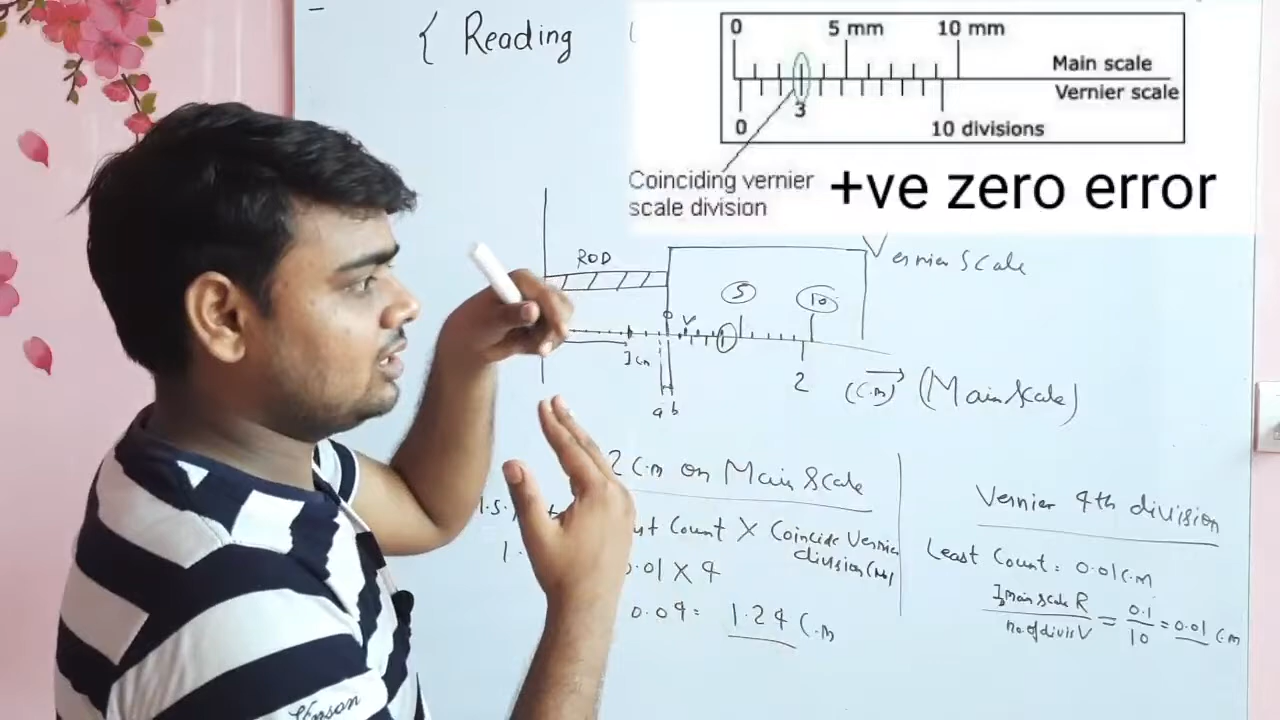 { Reading
0 5 mm 10 mm
Main scale
Vernier scale
3
0 10 divisions
Coinciding vernier
scale division
+ve zero error
Vernier Scale
ROD
5 10
0
1 cm
2
(C.m) (Main Scale)
a b
2 C.m on Main Scale
Count X Coincide Vernier
division (No)
.01 X 4
0.04 = 1.24 C.m
Vernier 4th division
Least Count = 0.01 C.m
Main scale R
no. of divis V
= 0.1
10
= 0.01 C.m